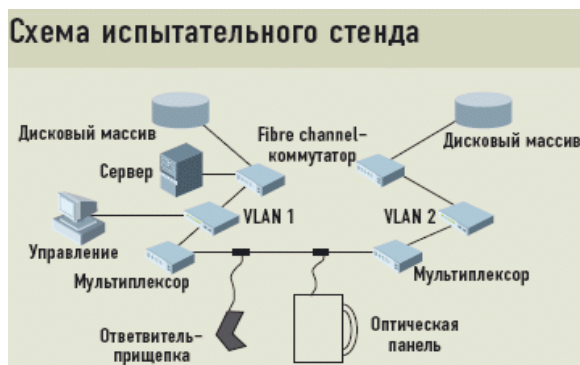 Схема испытательного стенда
Дисковый массив
Fibre channel–
коммутатор
Дисковый массив
Сервер
VLAN 1
VLAN 2
Управление
Мультиплексор
Мультиплексор
Ответвитель-
прищепка
Оптическая
панель